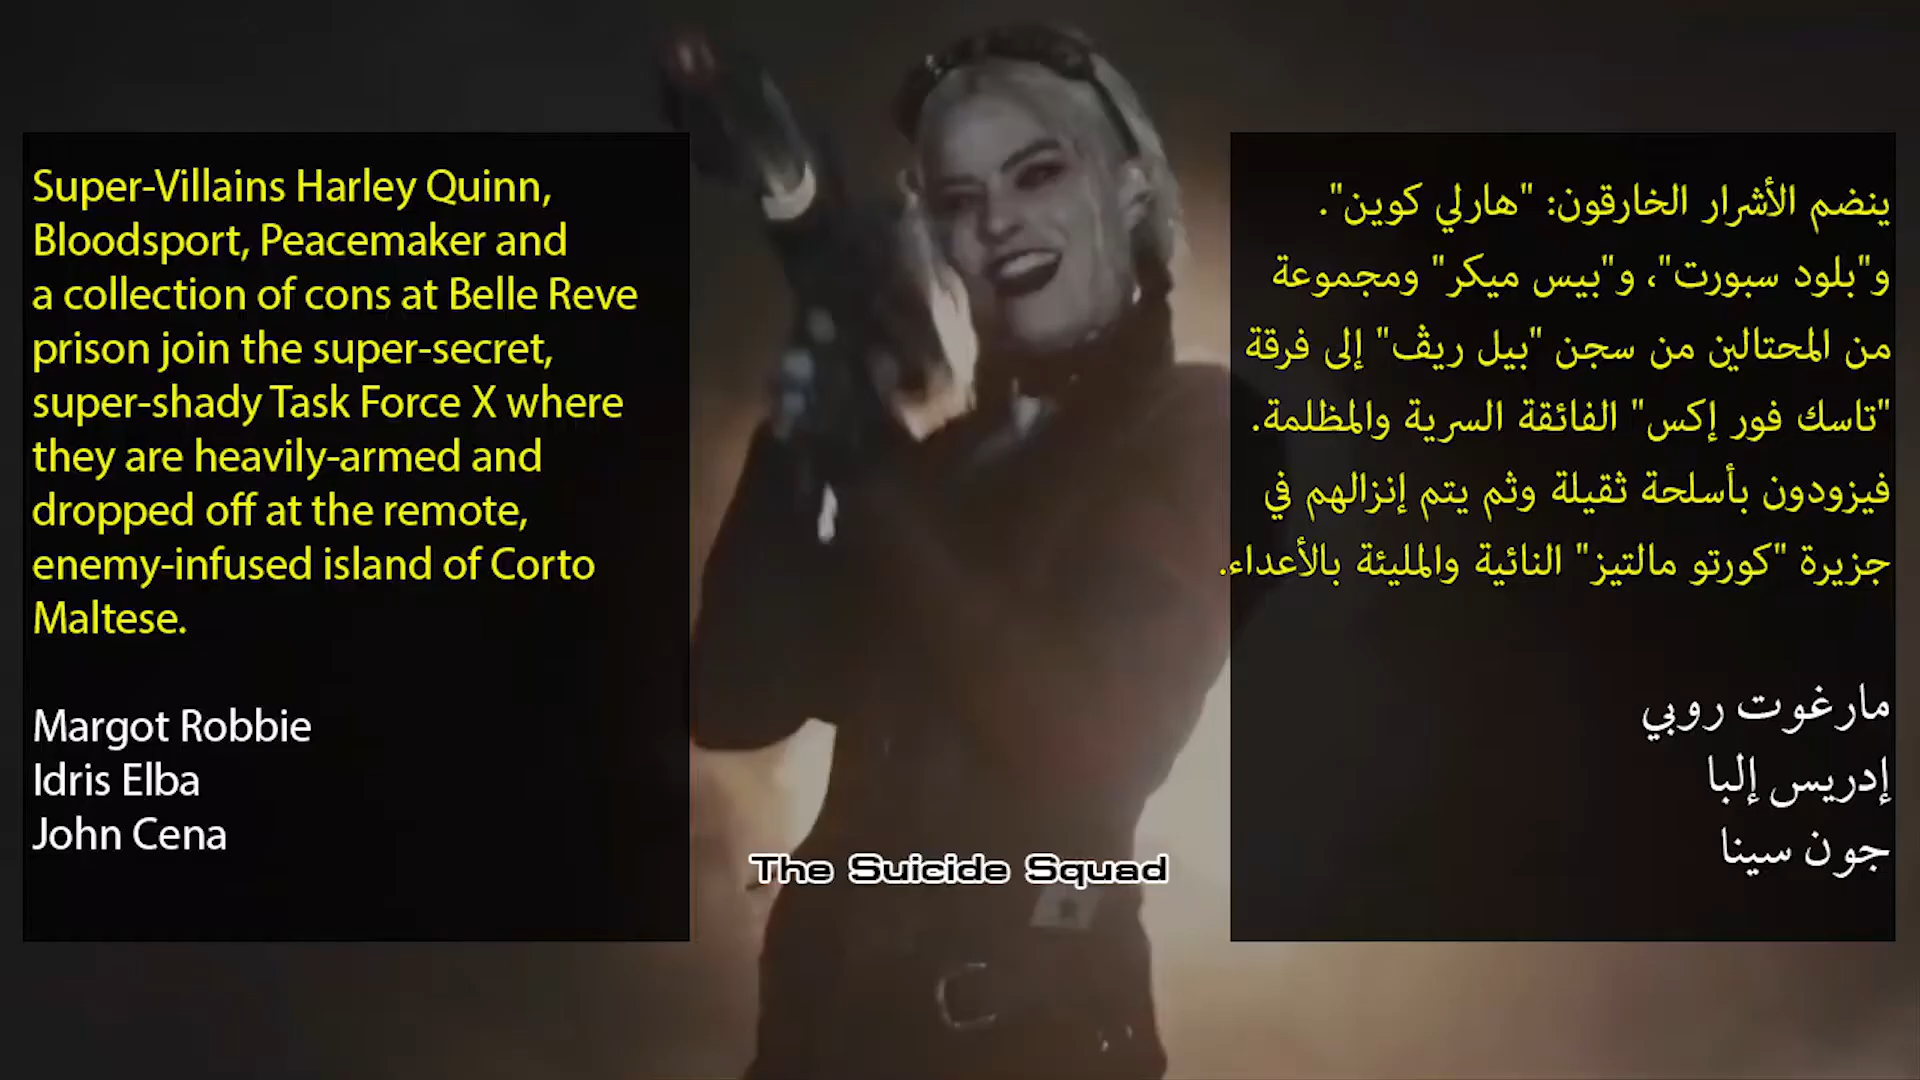 Super-Villains Harley Quinn,
Bloodsport, Peacemaker and
a collection of cons at Belle Reve
prison join the super-secret,
super-shady Task Force X where
they are heavily-armed and
dropped off at the remote,
enemy-infused island of Corto
Maltese.
Margot Robbie
Idris Elba
John Cena
The Suicide Squad
ينضم الأشرار الخارقون: "هارلي كوين".
و"بلود سبورت"، و"بيس ميكر" ومجموعة
من المحتالين من سجن "بيل ريڤ" إلى فرقة
"تاسك فور إكس" الفائقة السرية والمظلمة.
فيزودون بأسلحة ثقيلة وثم يتم إنزالهم في
جزيرة "كورتو مالتيز" النائية والمليئة بالأعداء.
مارغوت روبي
إدريس إلبا
جون سينا